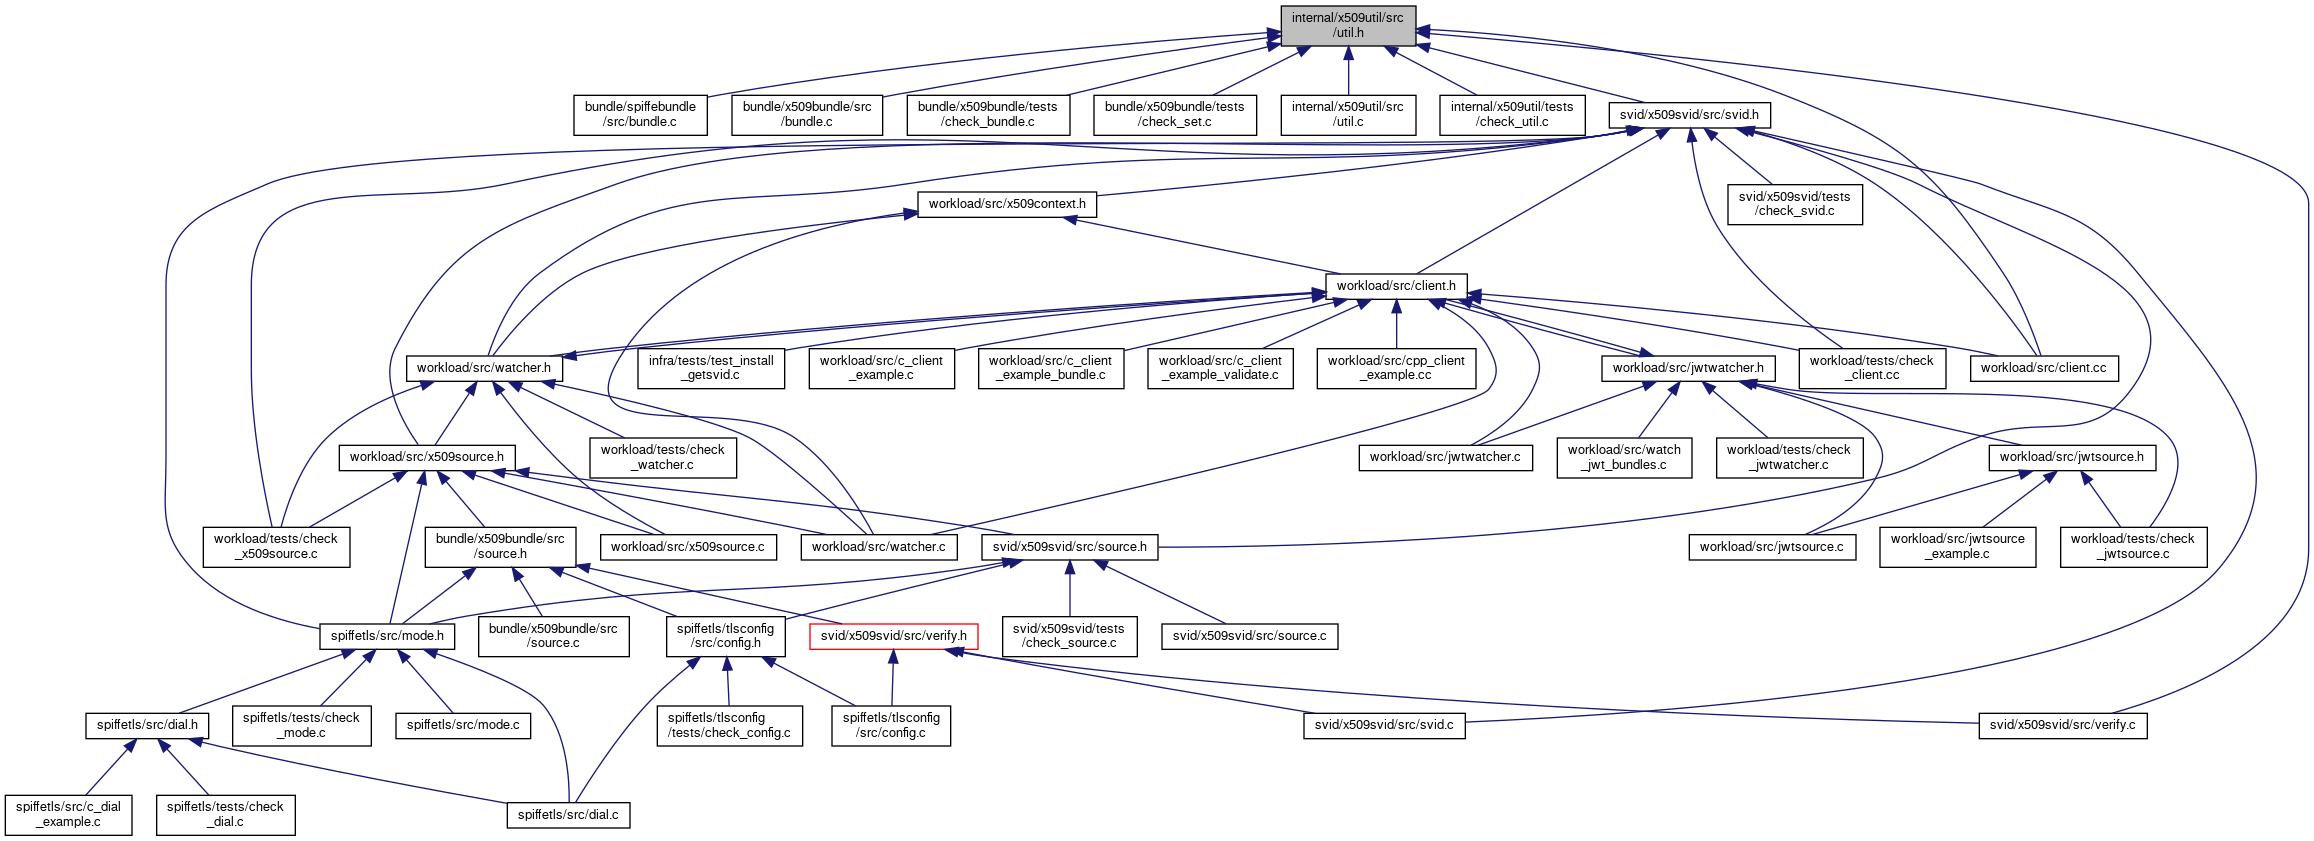 internal/x509util/src
/util.h
bundle/spiffebundle
/src/bundle.c
bundle/x509bundle/src
/bundle.c
bundle/x509bundle/tests
/check_bundle.c
bundle/x509bundle/tests
/check_set.c
internal/x509util/src
/util.c
internal/x509util/tests
/check_util.c
svid/x509svid/src/svid.h
workload/src/x509context.h
svid/x509svid/tests
/check_svid.c
workload/src/client.h
workload/src/watcher.h
infra/tests/test_install
_getsvid.c
workload/src/c_client
_example.c
workload/src/c_client
_example_bundle.c
workload/src/c_client
_example_validate.c
workload/src/cpp_client
_example.cc
workload/src/jwtwatcher.h
workload/tests/check
_client.cc
workload/src/client.cc
workload/src/x509source.h
workload/tests/check
_watcher.c
workload/src/jwtwatcher.c
workload/src/watch
_jwt_bundles.c
workload/tests/check
_jwtwatcher.c
workload/src/jwtsource.h
workload/tests/check
_x509source.c
bundle/x509bundle/src
/source.h
workload/src/x509source.c
workload/src/watcher.c
svid/x509svid/src/source.h
workload/src/jwtsource.c
workload/src/jwtsource
_example.c
workload/tests/check
_jwtsource.c
spiffetls/src/mode.h
bundle/x509bundle/src
/source.c
spiffetls/tlsconfig
/src/config.h
svid/x509svid/src/verify.h
svid/x509svid/tests
/check_source.c
svid/x509svid/src/source.c
spiffetls/src/dial.h
spiffetls/tests/check
_mode.c
spiffetls/src/mode.c
spiffetls/tlsconfig
/tests/check_config.c
spiffetls/tlsconfig
/src/config.c
svid/x509svid/src/svid.c
svid/x509svid/src/verify.c
spiffetls/src/c_dial
_example.c
spiffetls/tests/check
_dial.c
spiffetls/src/dial.c